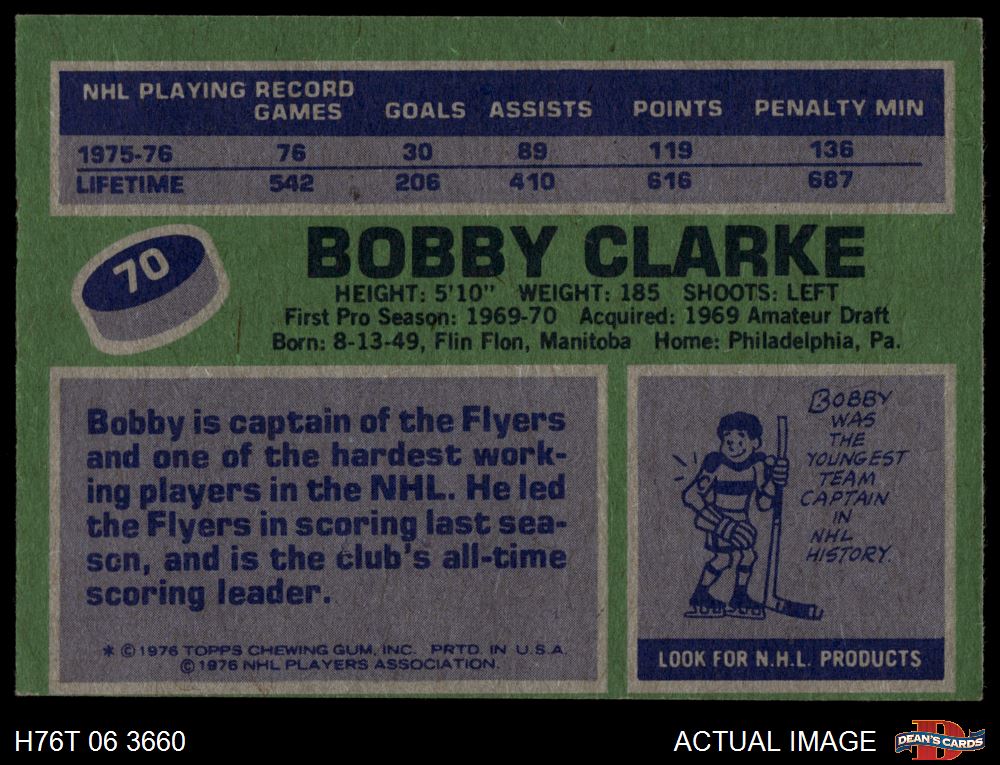 NHL PLAYING RECORD
GAMES GOALS ASSISTS POINTS PENALTY MIN
1975-76 76 30 89 119 136
LIFETIME 542 206 410 616 687
70
BOBBY CLARKE
HEIGHT: 5'10" WEIGHT: 185 SHOOTS: LEFT
First Pro Season: 1969-70 Acquired: 1969 Amateur Draft
Born: 8-13-49, Flin Flon, Manitoba Home: Philadelphia, Pa.
Bobby is captain of the Flyers
and one of the hardest work-
ing players in the NHL. He led
the Flyers in scoring last sea-
son, and is the club's all-time
scoring leader.
* © 1976 TOPPS CHEWING GUM, INC. PRTD. IN U.S.A.
© 1976 NHL PLAYERS ASSOCIATION.
C
BOBBY
WAS
THE
YOUNGEST
TEAM
CAPTAIN
IN
NHL
HISTORY.
LOOK FOR N.H.L. PRODUCTS
H76T 06 3660
ACTUAL IMAGE
DEAN'S CARDS